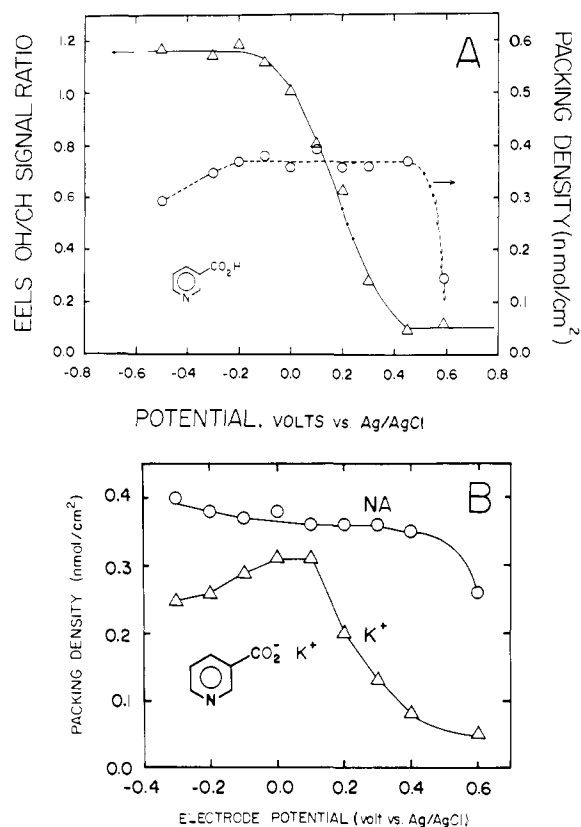 A
EELS OH/CH SIGNAL RATIO
1.2
1.0
0.8
0.6
0.4
0.2
0.0
PACKING DENSITY (nmol/cm²)
0.6
0.5
0.4
0.3
0.2
0.1
0.0
CO₂H
N
-0.8 -0.6 -0.4 -0.2 0.0 0.2 0.4 0.6 0.8
POTENTIAL, VOLTS vs. Ag/AgCl
B
PACKING DENSITY (nmol/cm²)
0.4
0.3
0.2
0.1
0.0
NA
K⁺
CO₂⁻ K⁺
N
-0.4 -0.2 0.0 0.2 0.4 0.6
ELECTRODE POTENTIAL (volt vs. Ag/AgCl)